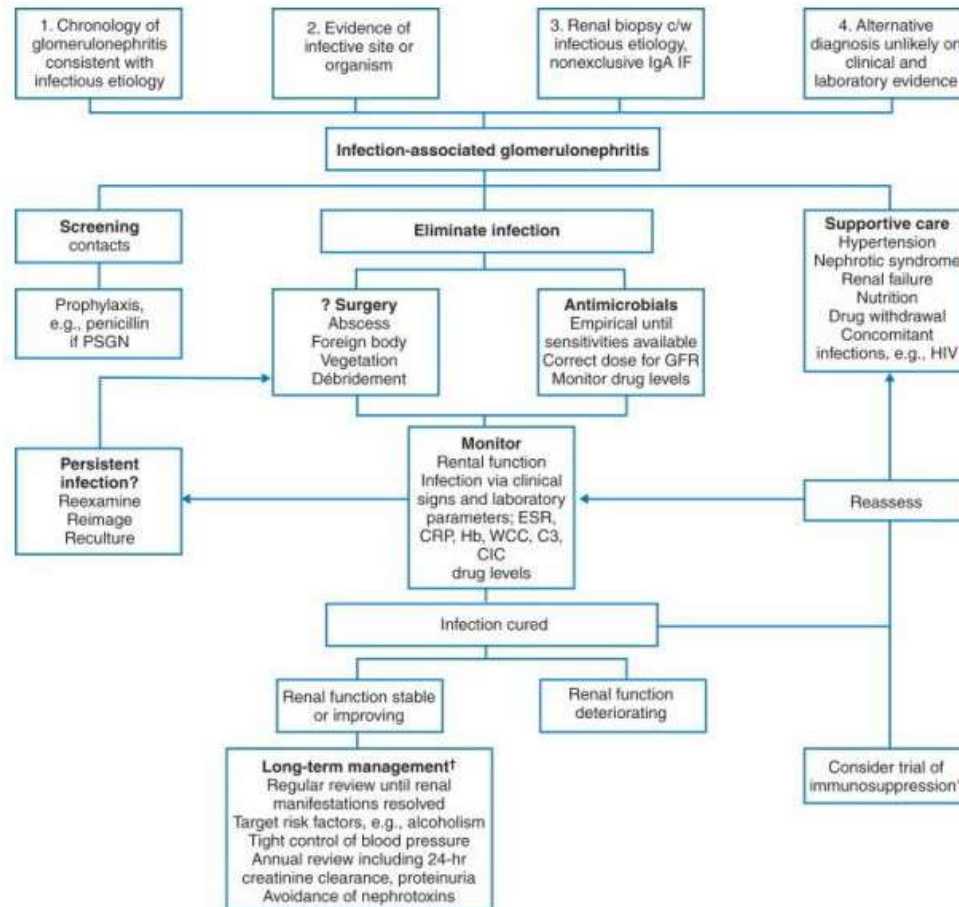 1. Chronology of
glomerulonephritis
consistent with
infectious etiology
2. Evidence of
infective site or
organism
3. Renal biopsy c/w
infectious etiology,
nonexclusive IgA IF
4. Alternative
diagnosis unlikely on
clinical and
laboratory evidence
Infection-associated glomerulonephritis
Screening
contacts
Eliminate infection
Supportive care
Hypertension
Nephrotic syndrome
Renal failure
Nutrition
Drug withdrawal
Concomitant
infections, e.g., HIV
Prophylaxis,
e.g., penicillin
if PSGN
? Surgery
Abscess
Foreign body
Vegetation
Débridement
Antimicrobials
Empirical until
sensitivities available
Correct dose for GFR
Monitor drug levels
Persistent
infection?
Reexamine
Reimage
Reculture
Monitor
Rental function
Infection via clinical
signs and laboratory
parameters; ESR,
CRP, Hb, WCC, C3,
CIC
drug levels
Reassess
Infection cured
Renal function stable
or improving
Renal function
deteriorating
Long-term management†
Regular review until renal
manifestations resolved
Target risk factors, e.g., alcoholism
Tight control of blood pressure
Annual review including 24-hr
creatinine clearance, proteinuria
Avoidance of nephrotoxins
Consider trial of
immunosuppression*